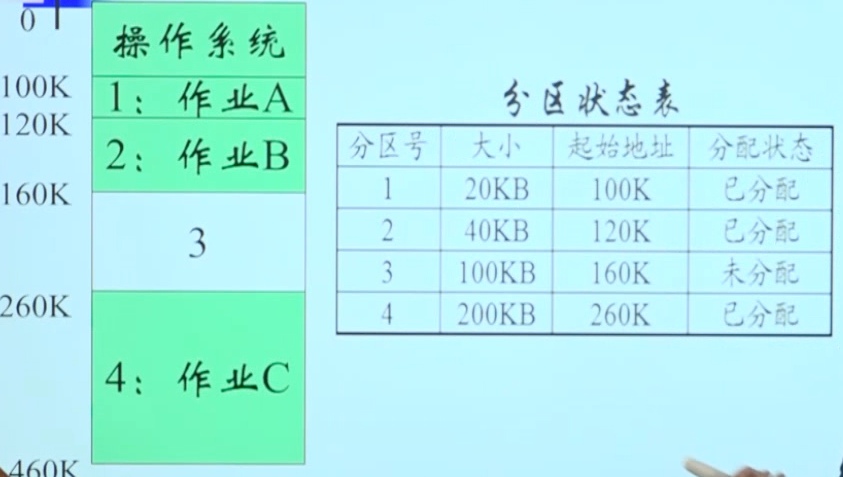 0
操作系统
100K
1：作业A
120K
2：作业B
160K
3
260K
4：作业C
460K
分区状态表
分区号 大小 起始地址 分配状态
1 20KB 100K 已分配
2 40KB 120K 已分配
3 100KB 160K 未分配
4 200KB 260K 已分配